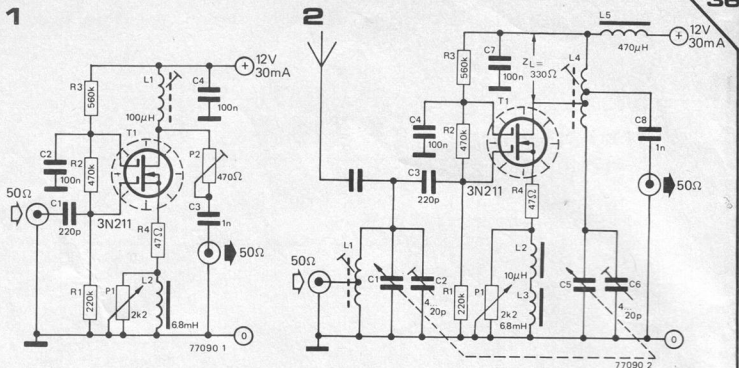 1
R3
560k
L1
100µH
C4
100n
12V
30mA
T1
C2
100n
R2
470k
P2
470Ω
50Ω
C1
220p
3N211
C3
1n
R4
47Ω
50Ω
R1
220k
P1
2k2
L2
6.8mH
0
77090 1
2
L5
470µH
12V
30mA
C7
100n
R3
560k
ZL=
330Ω
L4
T1
C4
100n
R2
470k
C8
1n
C3
220p
3N211
50Ω
R4
47Ω
50Ω
L1
C1
C2
4...
20p
R1
220k
P1
2k2
L2
10µH
L3
6.8mH
C5
C6
4...
20p
0
77090 2